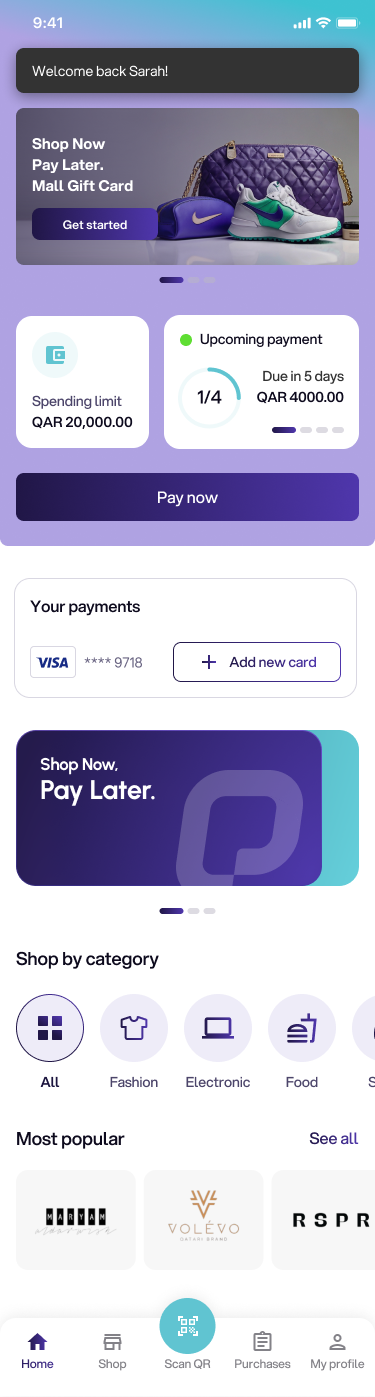 9:41
Welcome back Sarah!
Shop Now
Pay Later.
Mall Gift Card
Get started
Spending limit
QAR 20,000.00
Upcoming payment
1/4
Due in 5 days
QAR 4000.00
Pay now
Your payments
VISA
**** 9718
Add new card
Shop Now,
Pay Later.
Shop by category
All
Fashion
Electronic
Food
S
Most popular
See all
MARYAM
VOLÉVO
QATARI BRAND
RSPR
Home
Shop
Scan QR
Purchases
My profile